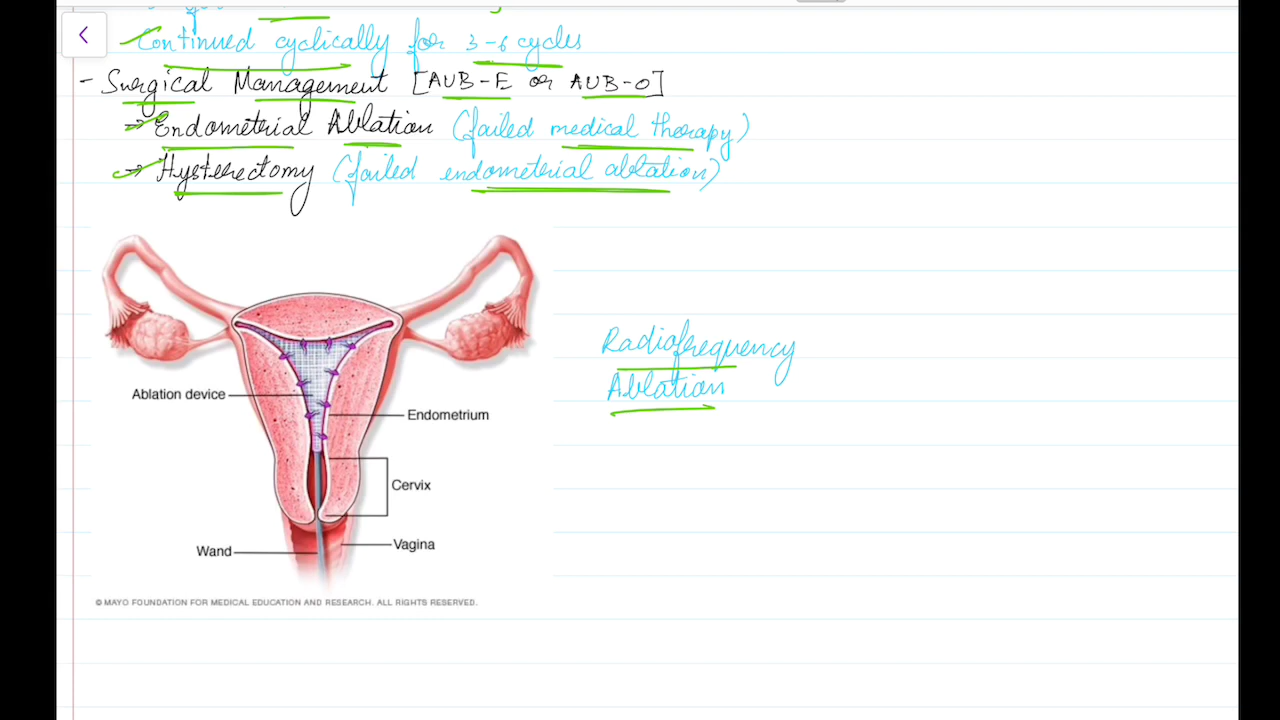 Continued cyclically for 3-6 cycles
- Surgical Management [AUB-E or AUB-O]
→ Endometrial Ablation (failed medical therapy)
→ Hysterectomy (failed endometrial ablation)
Radiofrequency
Ablation
Ablation device
Endometrium
Cervix
Wand
Vagina
© MAYO FOUNDATION FOR MEDICAL EDUCATION AND RESEARCH. ALL RIGHTS RESERVED.